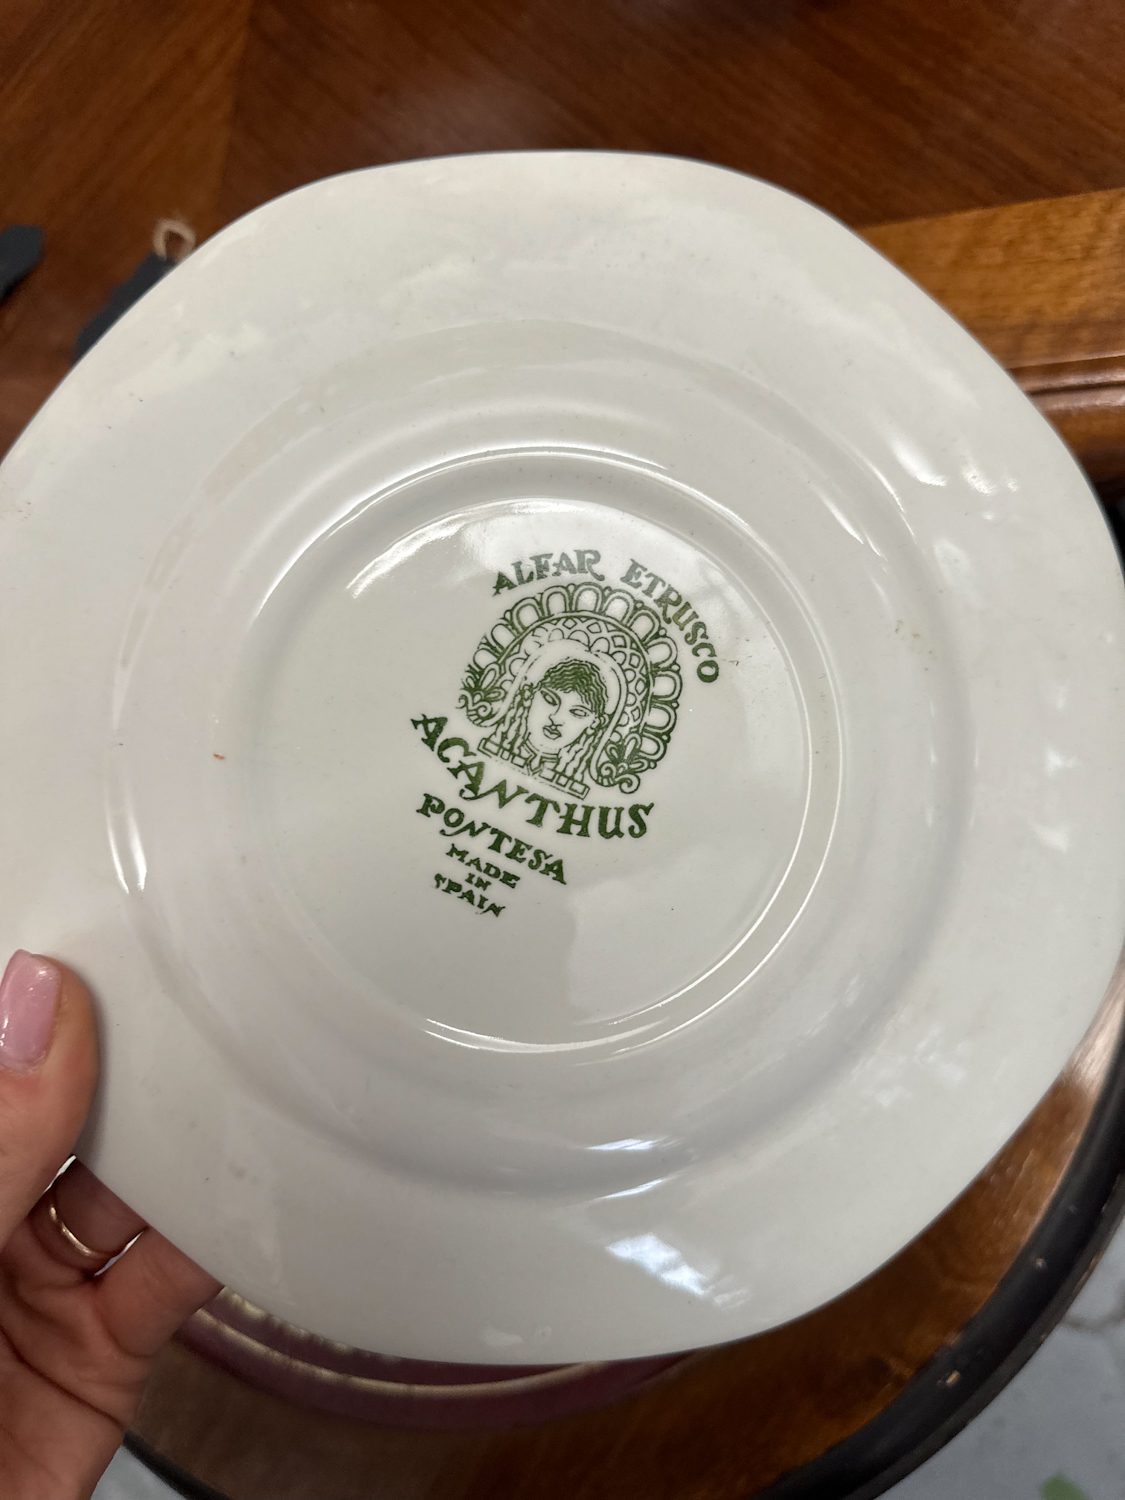 ALFAR ETRUSCO
ACANTHUS
PONTESA
MADE
IN
SPAIN